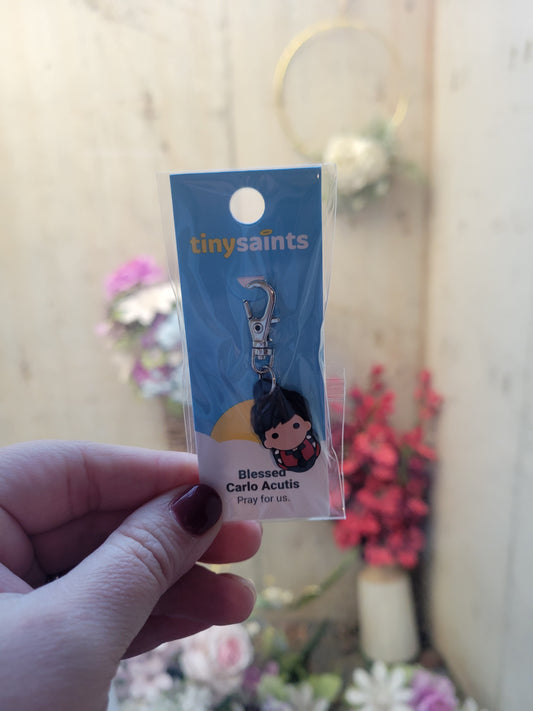 tinysaints
Blessed
Carlo Acutis
Pray for us.